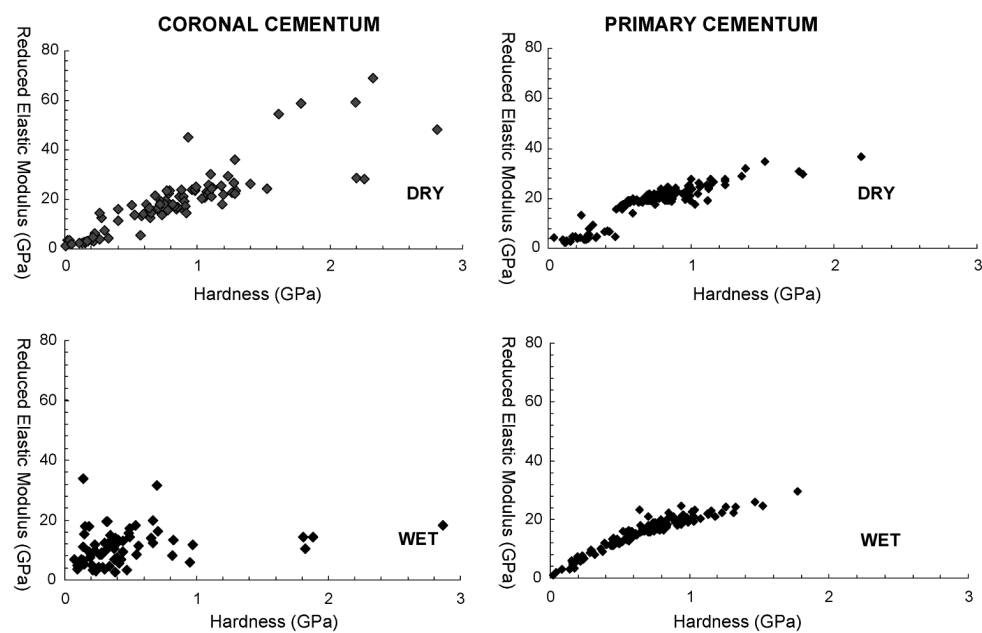 CORONAL CEMENTUM
Reduced Elastic Modulus (GPa)
80
60
40
20
0
DRY
0 1 2 3
Hardness (GPa)
PRIMARY CEMENTUM
Reduced Elastic Modulus (GPa)
80
60
40
20
0
DRY
0 1 2 3
Hardness (GPa)
Reduced Elastic Modulus (GPa)
80
60
40
20
0
WET
0 1 2 3
Hardness (GPa)
Reduced Elastic Modulus (GPa)
80
60
40
20
0
WET
0 1 2 3
Hardness (GPa)